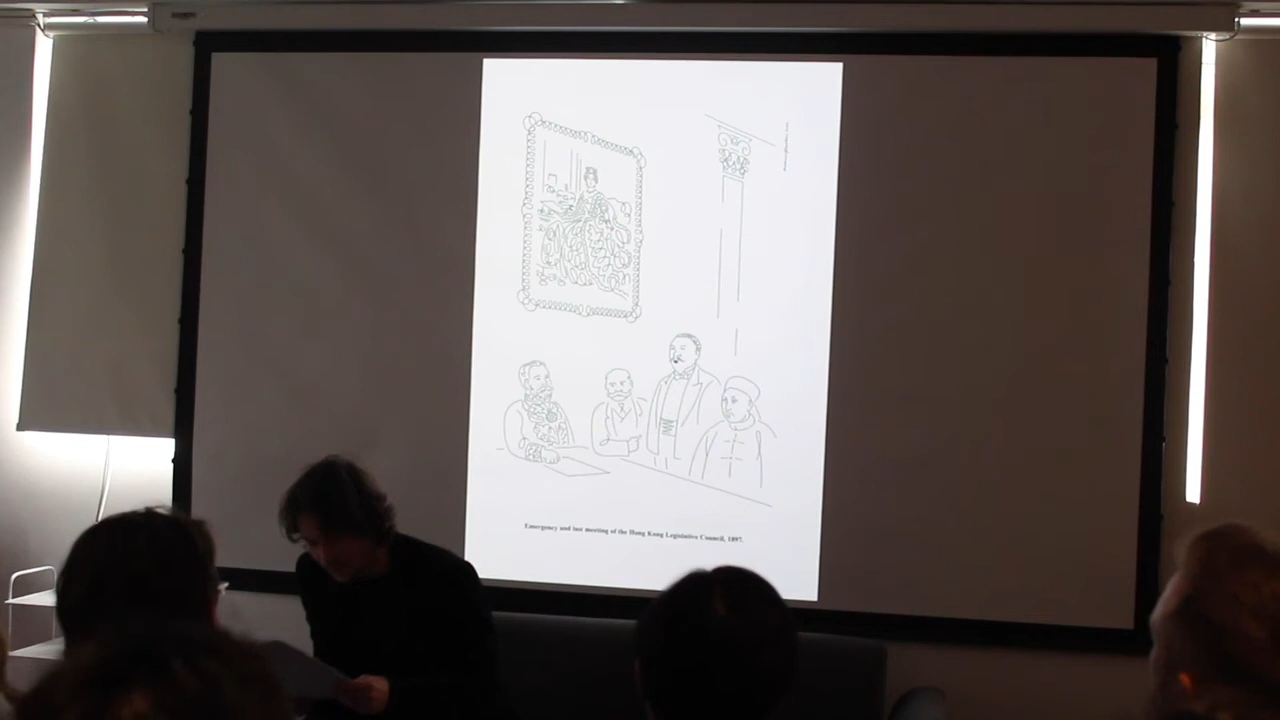 Emergency and last meeting of the Hong Kong Legislative Council, 1897.